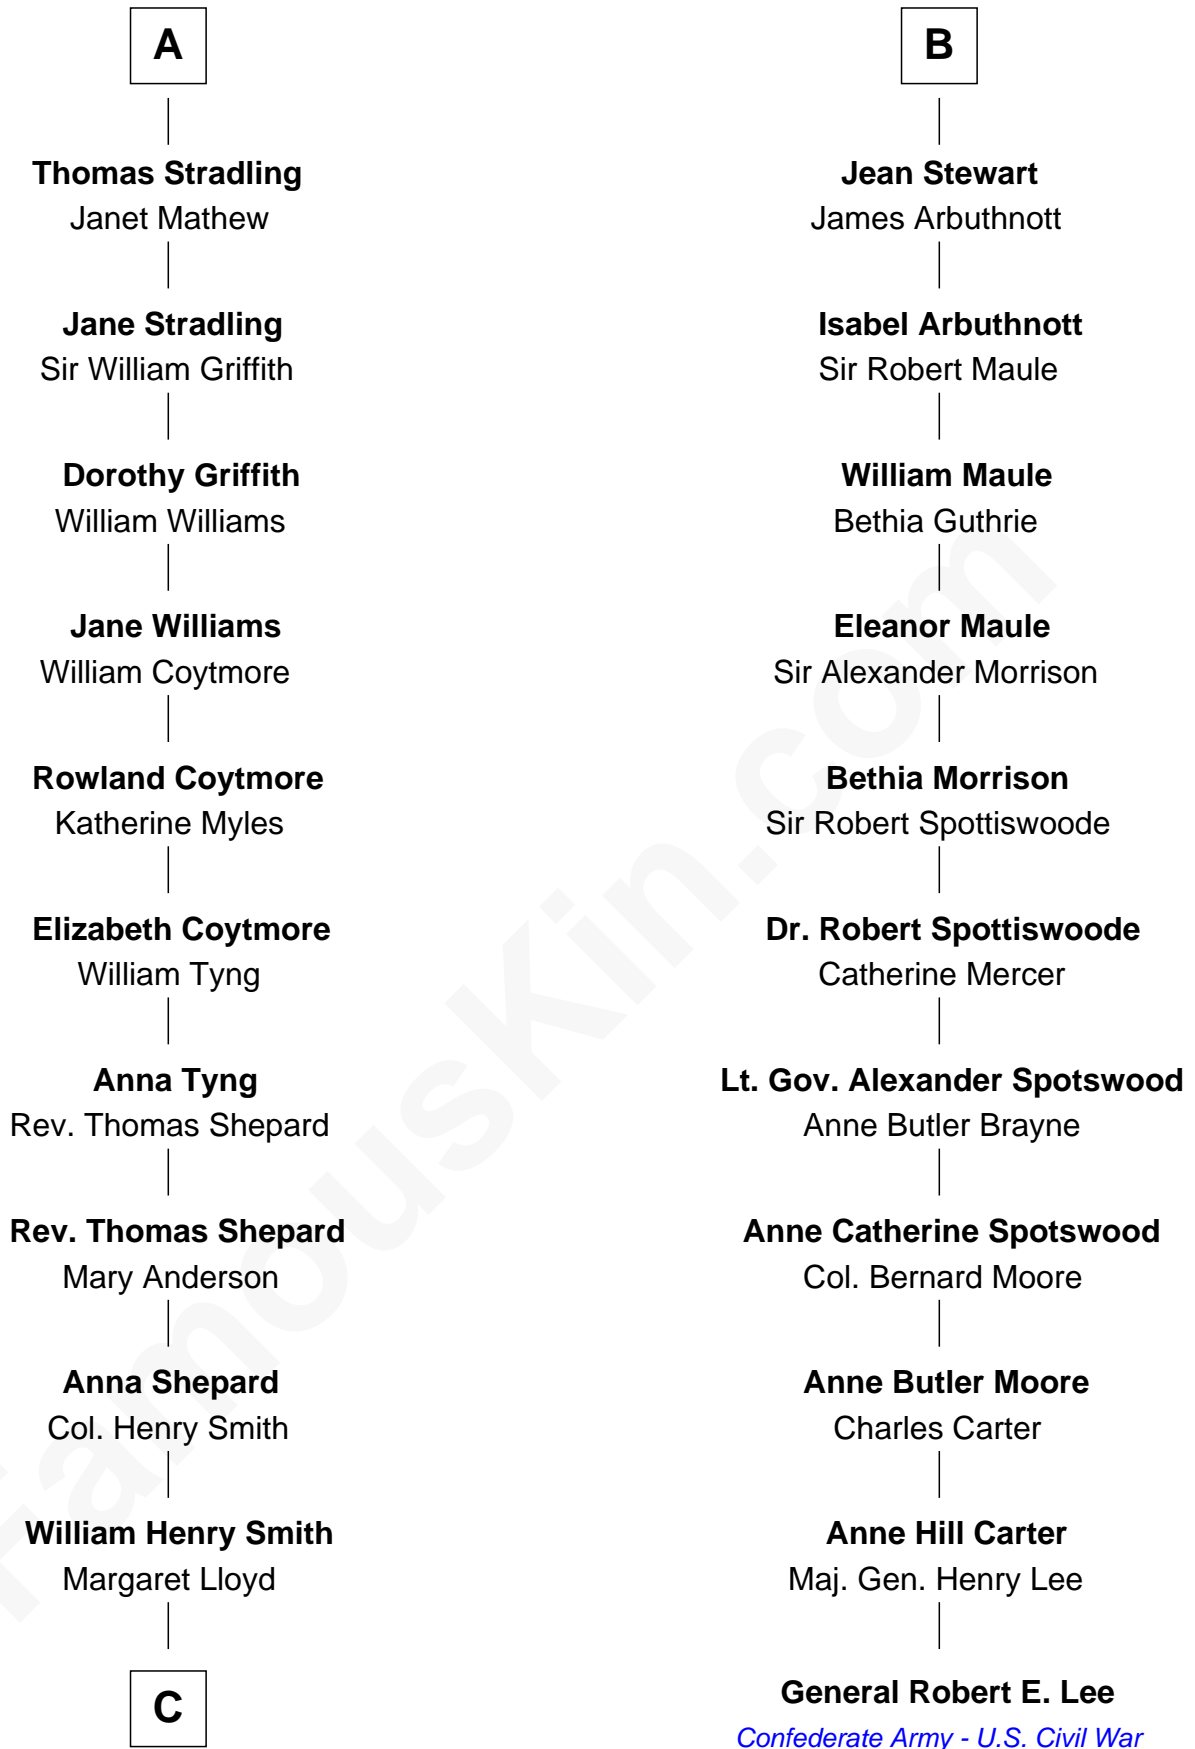 A
Thomas Stradling
Janet Mathew
Jane Stradling
Sir William Griffith
Dorothy Griffith
William Williams
Jane Williams
William Coytmore
Rowland Coytmore
Katherine Myles
Elizabeth Coytmore
William Tyng
Anna Tyng
Rev. Thomas Shepard
Rev. Thomas Shepard
Mary Anderson
Anna Shepard
Col. Henry Smith
William Henry Smith
Margaret Lloyd
C
B
Jean Stewart
James Arbuthnott
Isabel Arbuthnott
Sir Robert Maule
William Maule
Bethia Guthrie
Eleanor Maule
Sir Alexander Morrison
Bethia Morrison
Sir Robert Spottiswoode
Dr. Robert Spottiswoode
Catherine Mercer
Lt. Gov. Alexander Spotswood
Anne Butler Brayne
Anne Catherine Spotswood
Col. Bernard Moore
Anne Butler Moore
Charles Carter
Anne Hill Carter
Maj. Gen. Henry Lee
General Robert E. Lee
Confederate Army - U.S. Civil War
FamousKin.com